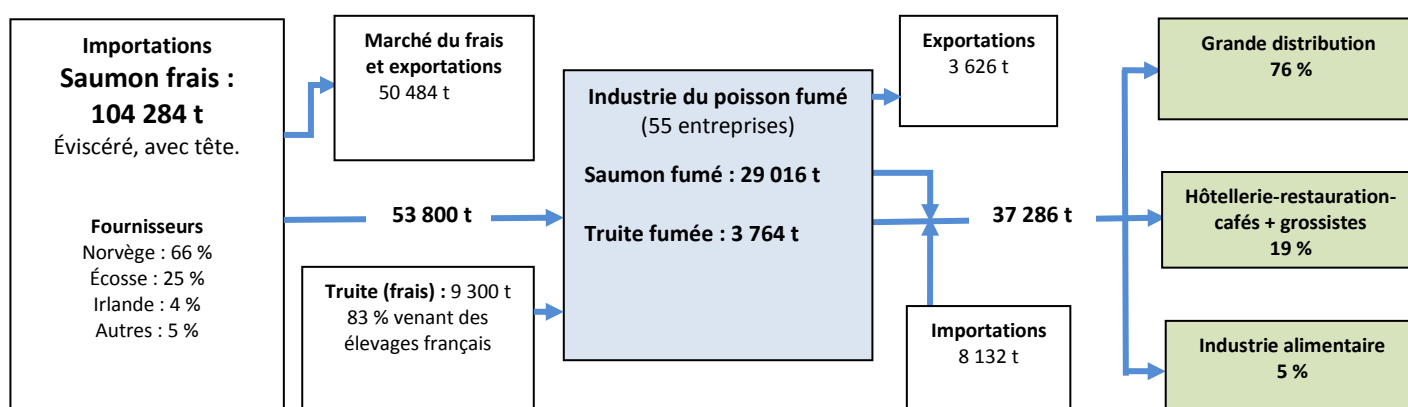 Importations
Saumon frais :
104 284 t
Éviscéré, avec tête.
Fournisseurs
Norvège : 66 %
Écosse : 25 %
Irlande : 4 %
Autres : 5 %
Marché du frais
et exportations
50 484 t
53 800 t
Truite (frais) : 9 300 t
83 % venant des
élevages français
Industrie du poisson fumé
(55 entreprises)
Saumon fumé : 29 016 t
Truite fumée : 3 764 t
Exportations
3 626 t
37 286 t
Importations
8 132 t
Grande distribution
76 %
Hôtellerie-restauration-
cafés + grossistes
19 %
Industrie alimentaire
5 %